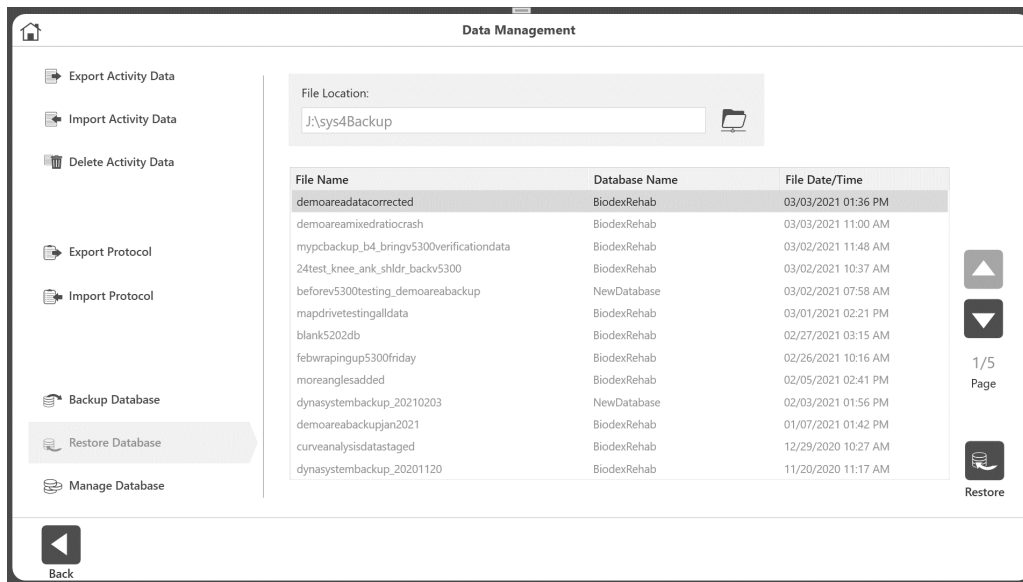 Data Management
Export Activity Data
Import Activity Data
Delete Activity Data
Export Protocol
Import Protocol
Backup Database
Restore Database
Manage Database
File Location:
J:\sys4Backup
File Name Database Name File Date/Time
demoareadatacorrected BiodexRehab 03/03/2021 01:36 PM
demoareamixedratiocrash BiodexRehab 03/03/2021 11:00 AM
mypcbackup_b4_bringv5300verificationdata BiodexRehab 03/02/2021 11:48 AM
24test_knee_ank_shldr_backv5300 BiodexRehab 03/02/2021 10:37 AM
beforev5300testing_demoareabackup NewDatabase 03/02/2021 07:58 AM
mapdrivetestingalldata BiodexRehab 03/01/2021 02:21 PM
blank5202db BiodexRehab 02/27/2021 03:15 AM
febwrapingup5300friday BiodexRehab 02/26/2021 10:16 AM
moreanglesadded BiodexRehab 02/05/2021 02:41 PM
dynasystembackup_20210203 NewDatabase 02/03/2021 01:56 PM
demoareabackupjan2021 BiodexRehab 01/07/2021 01:42 PM
curveanalysisdatastaged BiodexRehab 12/29/2020 10:27 AM
dynasystembackup_20201120 BiodexRehab 11/20/2020 11:17 AM
1/5
Page
Restore
Back